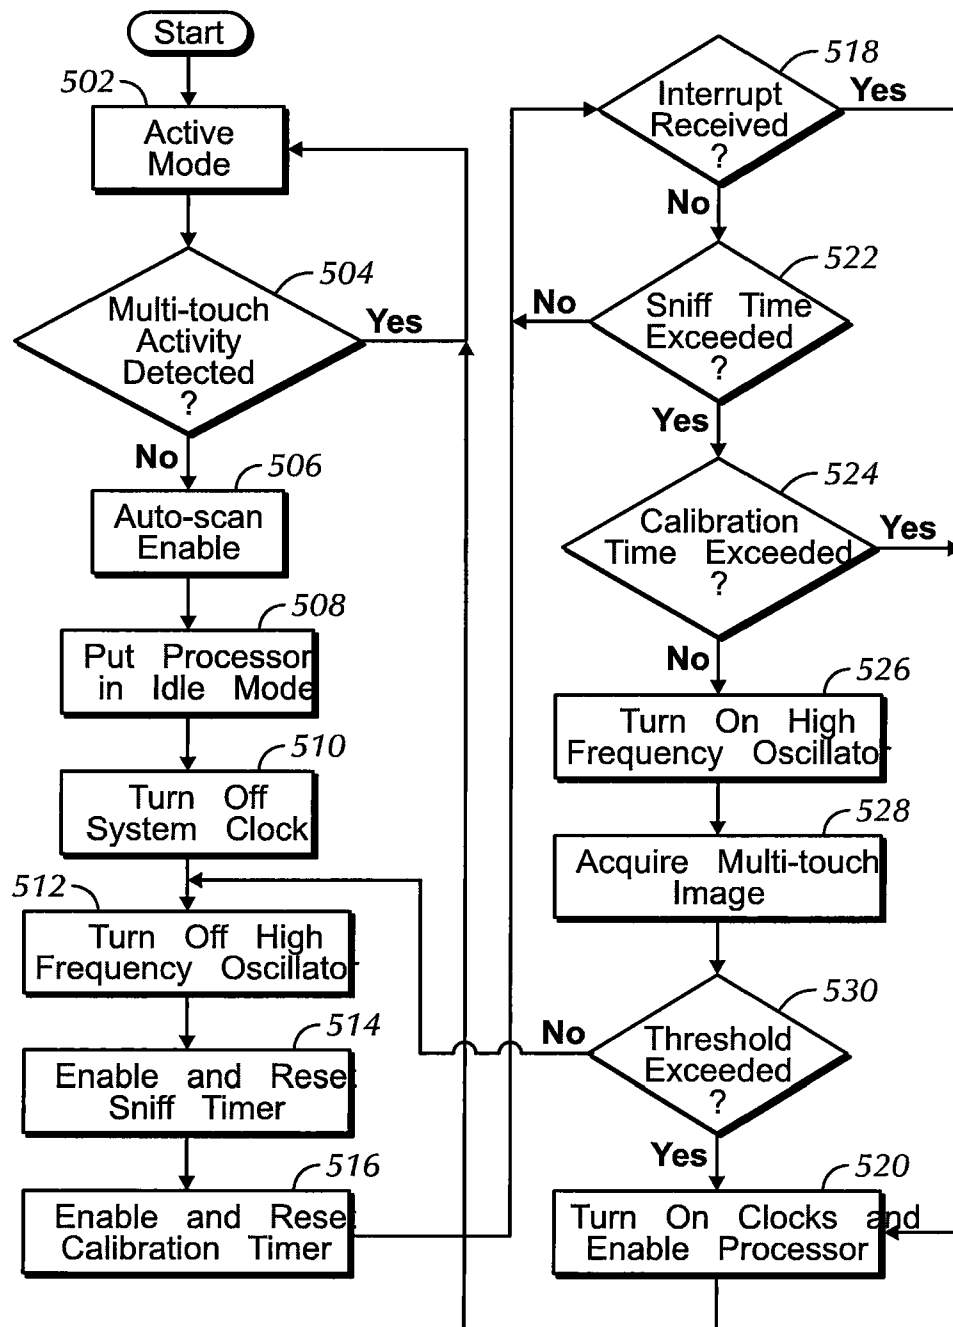 Start
502
Active
Mode
504
Multi-touch
Activity
Detected
?
Yes
No
506
Auto-scan
Enable
508
Put Processor
in Idle Mode
510
Turn Off
System Clock
512
Turn Off High
Frequency Oscillator
514
Enable and Reset
Sniff Timer
516
Enable and Reset
Calibration Timer
518
Interrupt
Received
?
Yes
No
522
Sniff Time
Exceeded
?
No
Yes
524
Calibration
Time Exceeded
?
Yes
No
526
Turn On High
Frequency Oscillator
528
Acquire Multi-touch
Image
530
Threshold
Exceeded
?
No
Yes
520
Turn On Clocks and
Enable Processor